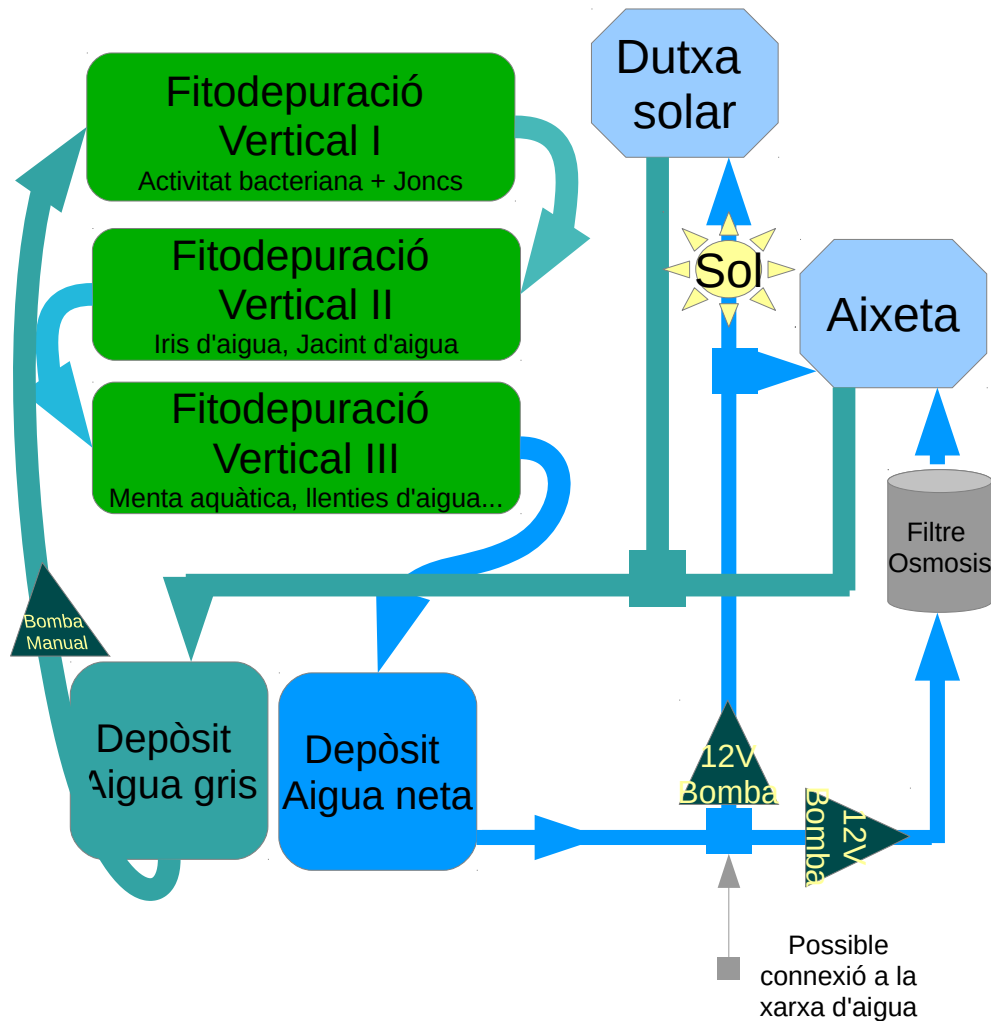 Dutxa
solar
Fitodepuració
Vertical I
Activitat bacteriana + Joncs
Fitodepuració
Vertical II
Iris d'aigua, Jacint d'aigua
Sol
Aixeta
Fitodepuració
Vertical III
Menta aquàtica, llenties d'aigua...
Filtre
Osmosis
Bomba
Manual
Depòsit
Aigua gris
Depòsit
Aigua neta
12V
Bomba
12V
Bomba
Possible
connexió a la
xarxa d'aigua